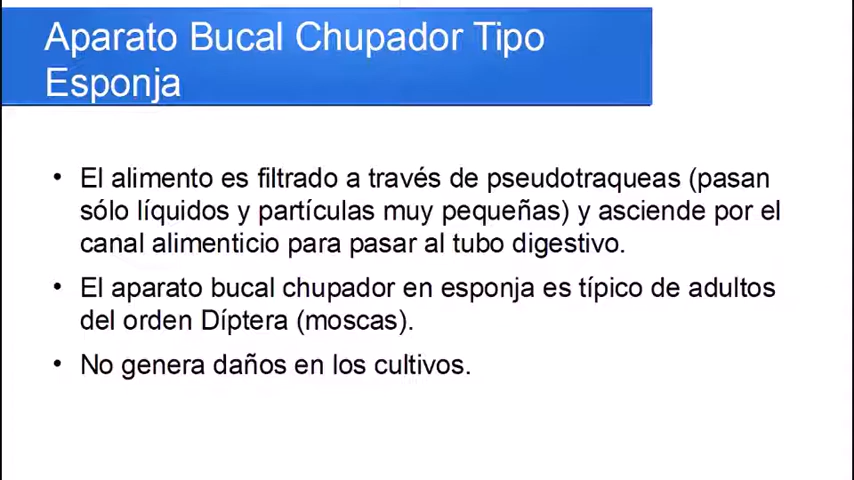 Aparato Bucal Chupador Tipo
Esponja
• El alimento es filtrado a través de pseudotraqueas (pasan
sólo líquidos y partículas muy pequeñas) y asciende por el
canal alimenticio para pasar al tubo digestivo.
• El aparato bucal chupador en esponja es típico de adultos
del orden Díptera (moscas).
• No genera daños en los cultivos.